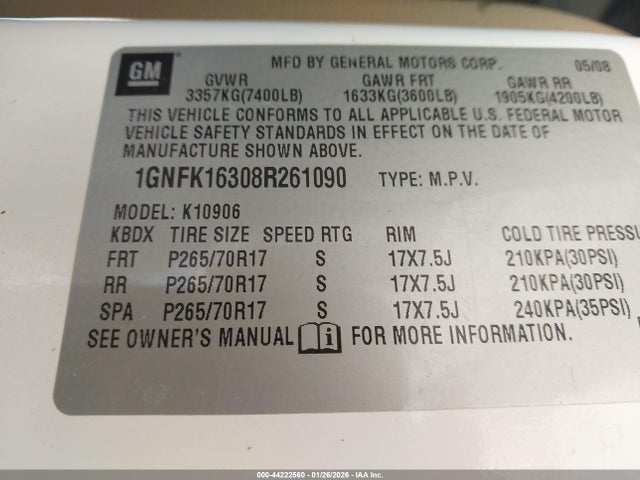 GM
MFD BY GENERAL MOTORS CORP. 05/08
GVWR GAWR FRT GAWR RR
3357KG(7400LB) 1633KG(3600LB) 1905KG(4200LB)
THIS VEHICLE CONFORMS TO ALL APPLICABLE U.S. FEDERAL MOTOR
VEHICLE SAFETY STANDARDS IN EFFECT ON THE DATE OF
MANUFACTURE SHOWN ABOVE.
1GNFK16308R261090 TYPE: M.P.V.
MODEL: K10906
KBDX TIRE SIZE SPEED RTG RIM COLD TIRE PRESSU
FRT P265/70R17 S 17X7.5J 210KPA(30PSI)
RR P265/70R17 S 17X7.5J 210KPA(30PSI)
SPA P265/70R17 S 17X7.5J 240KPA(35PSI)
SEE OWNER'S MANUAL i FOR MORE INFORMATION.
000-44222560 - 01/26/2026 - IAA Inc.